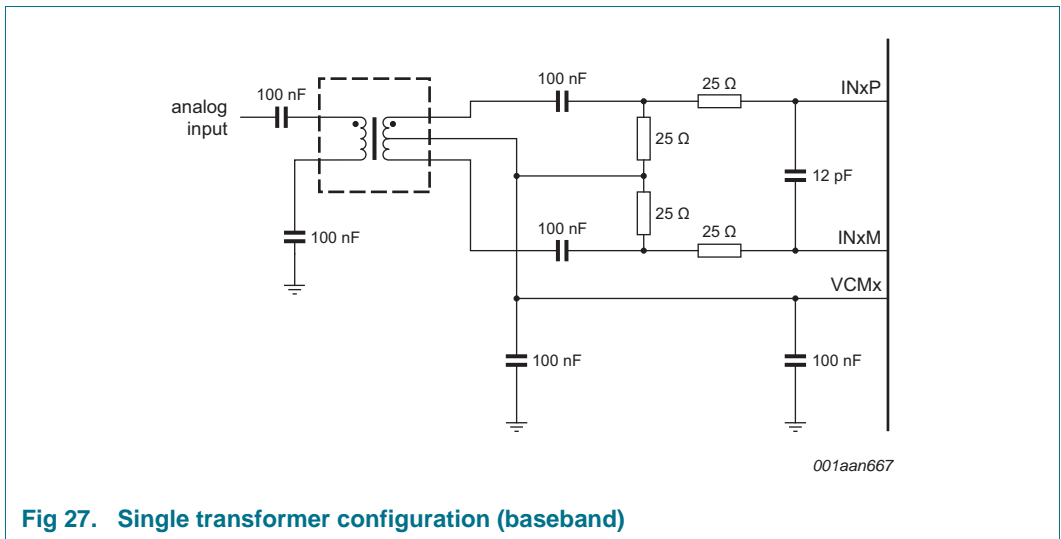 100 nF
25 Ω
INxP
100 nF
analog
input
25 Ω
12 pF
25 Ω
100 nF
25 Ω
100 nF
INxM
VCMx
100 nF
100 nF
001aan667
Fig 27. Single transformer configuration (baseband)